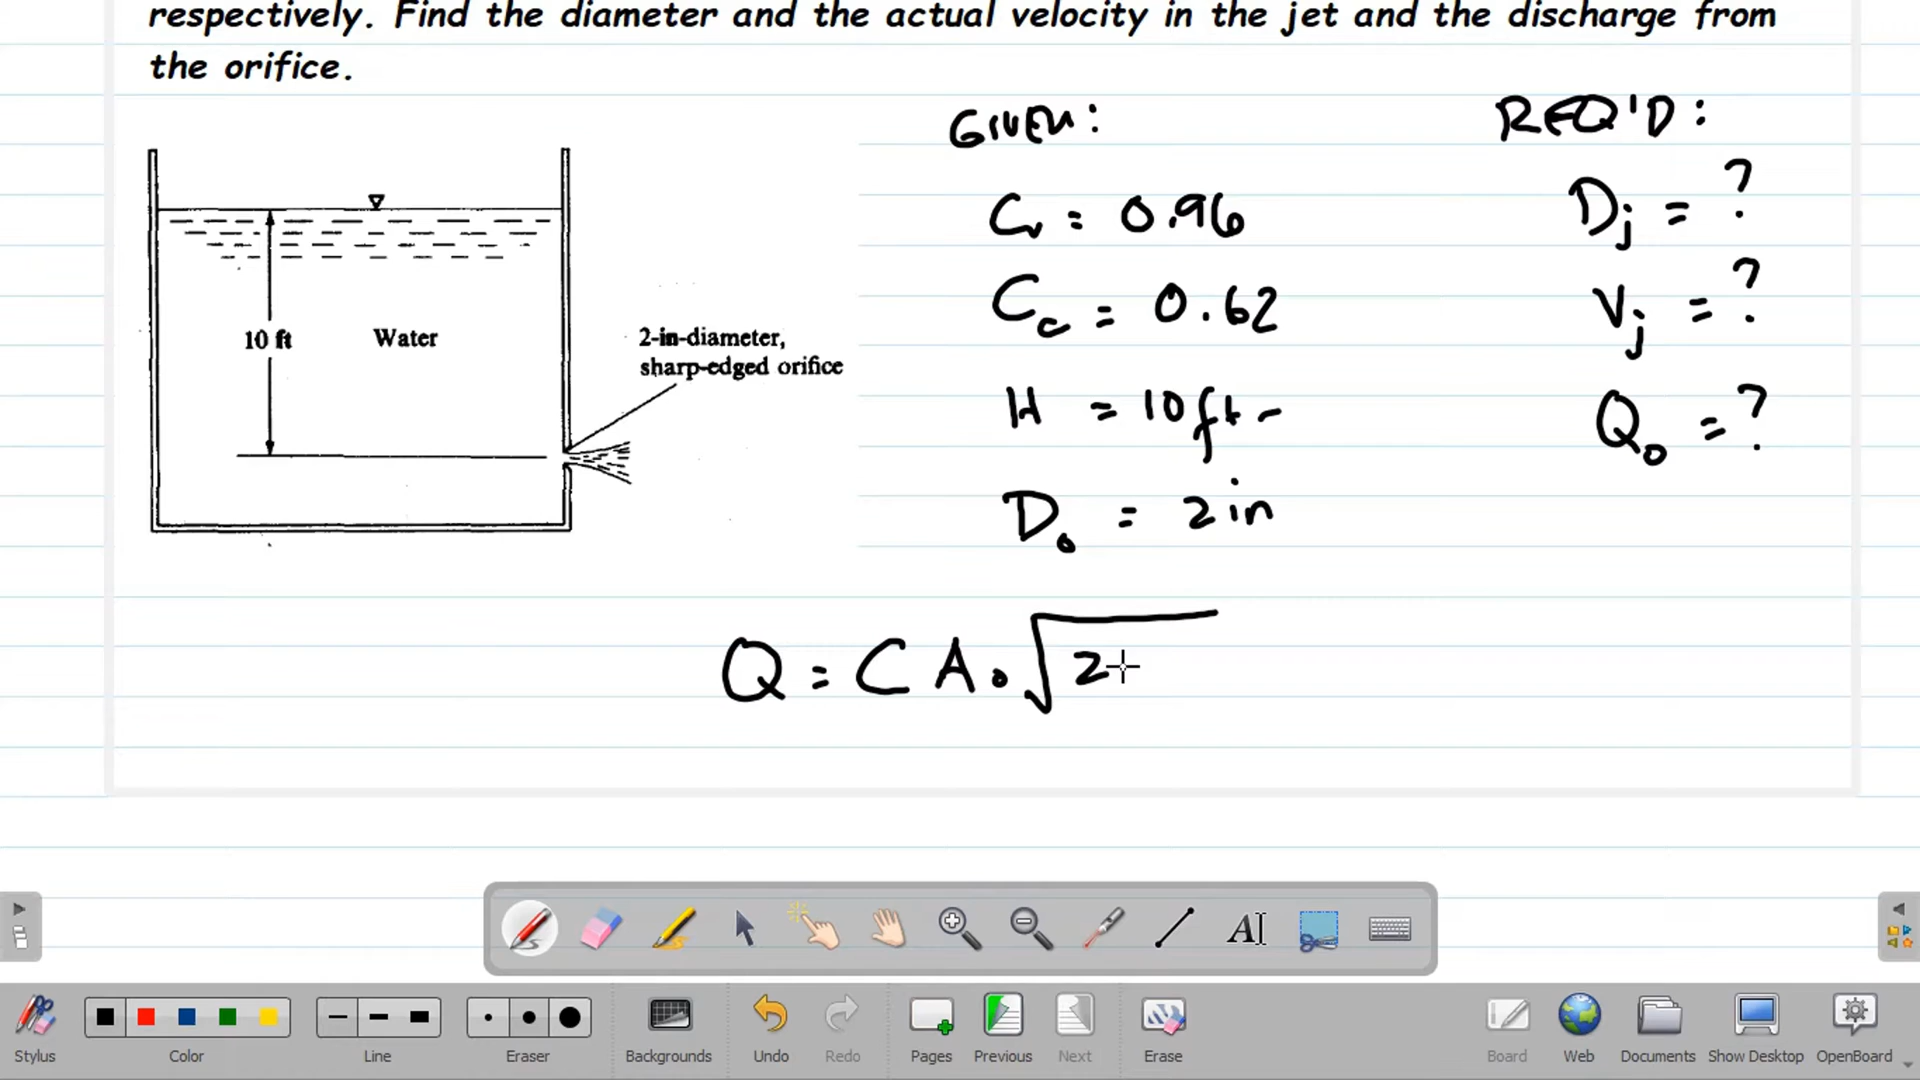 respectively. Find the diameter and the actual velocity in the jet and the discharge from
the orifice.
GIVEN:
Cv = 0.96
Cc = 0.62
H = 10ft -
Do = 2in
REQ'D:
Dj = ?
Vj = ?
Qo = ?
10 ft
Water
2-in-diameter,
sharp-edged orifice
Q = C Ao √2
Stylus
Color
Line
Eraser
Backgrounds
Undo
Redo
Pages
Previous
Next
Erase
Board
Web
Documents
Show Desktop
OpenBoard